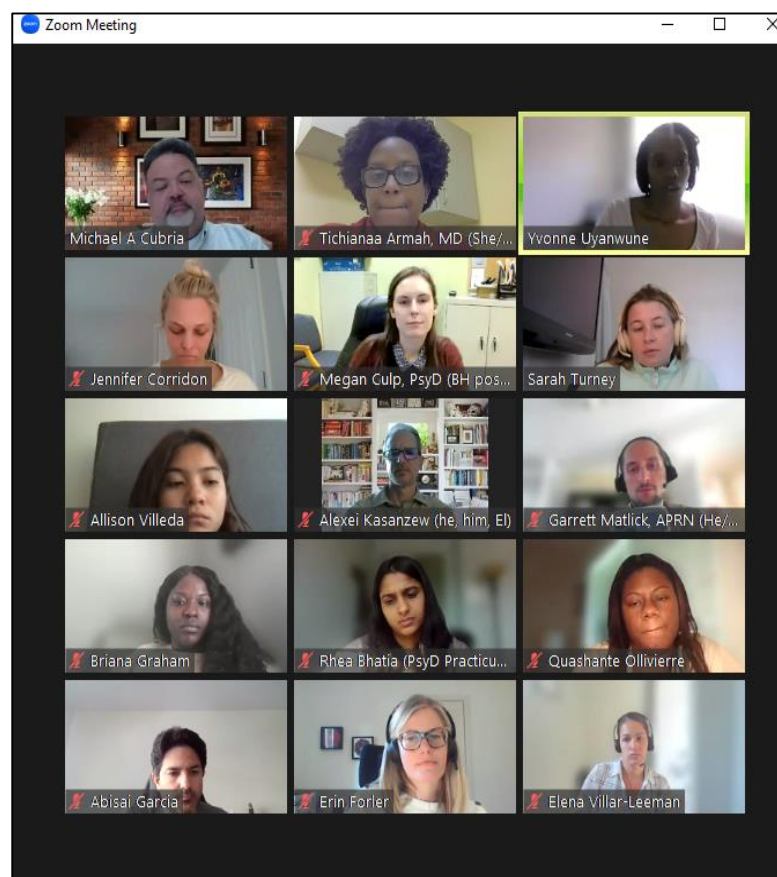 Zoom Meeting
Michael A Cubria
Tichianaa Armah, MD (She/...
Yvonne Uyanwune
Jennifer Corridon
Megan Culp, PsyD (BH pos...
Sarah Turney
Allison Villeda
Alexei Kasanzew (he, him, El)
Garrett Matlick, APRN (He/...
Briana Graham
Rhea Bhatia (PsyD Practicu...
Quashante Ollivierre
Abisai Garcia
Erin Forler
Elena Villar-Leeman